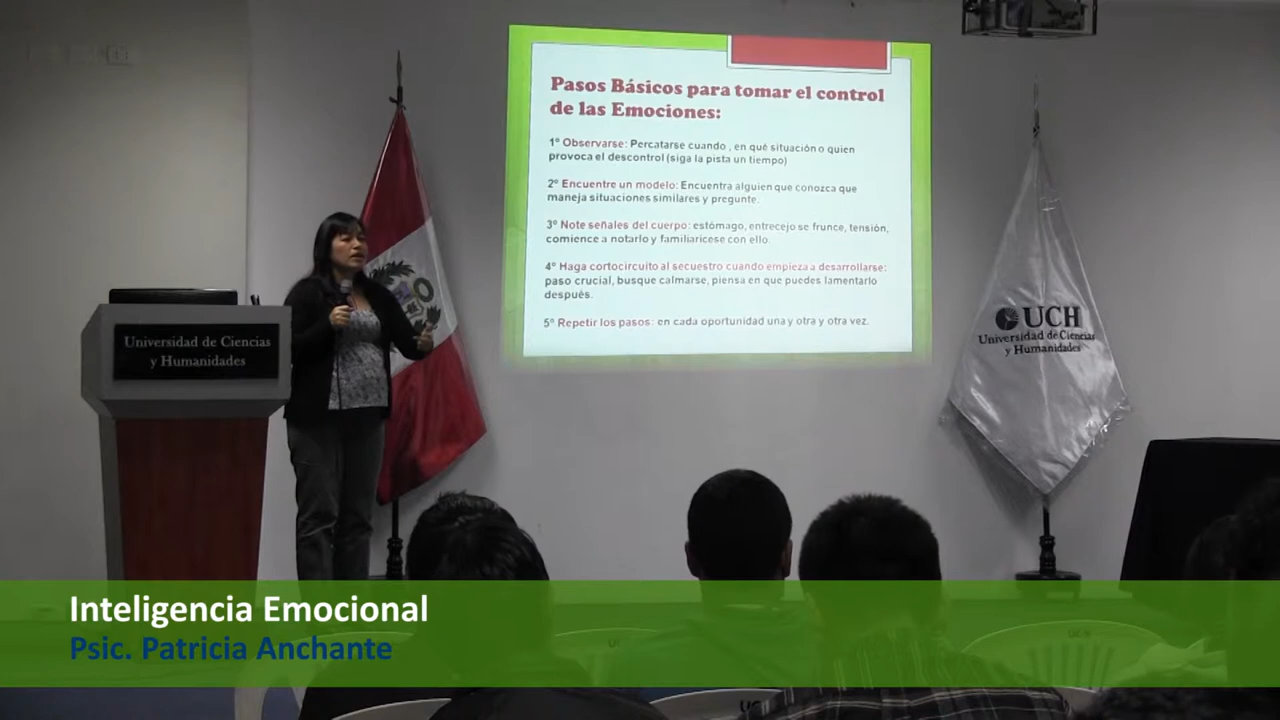 Pasos Básicos para tomar el control
de las Emociones:
1º Observarse: Percatarse cuando , en qué situación o quien
provoca el descontrol (siga la pista un tiempo)
2º Encuentre un modelo: Encuentra alguien que conozca que
maneja situaciones similares y pregunte.
3º Note señales del cuerpo: estómago, entrecejo se frunce, tensión,
comience a notarlo y familiarícese con ello.
4º Haga cortocircuito al secuestro cuando empieza a desarrollarse:
paso crucial, busque calmarse, piensa en que puedes lamentarlo
después.
5º Repetir los pasos: en cada oportunidad una y otra y otra vez.
Universidad de Ciencias
y Humanidades
UCH
Universidad de Ciencias
y Humanidades
Inteligencia Emocional
Psic. Patricia Anchante